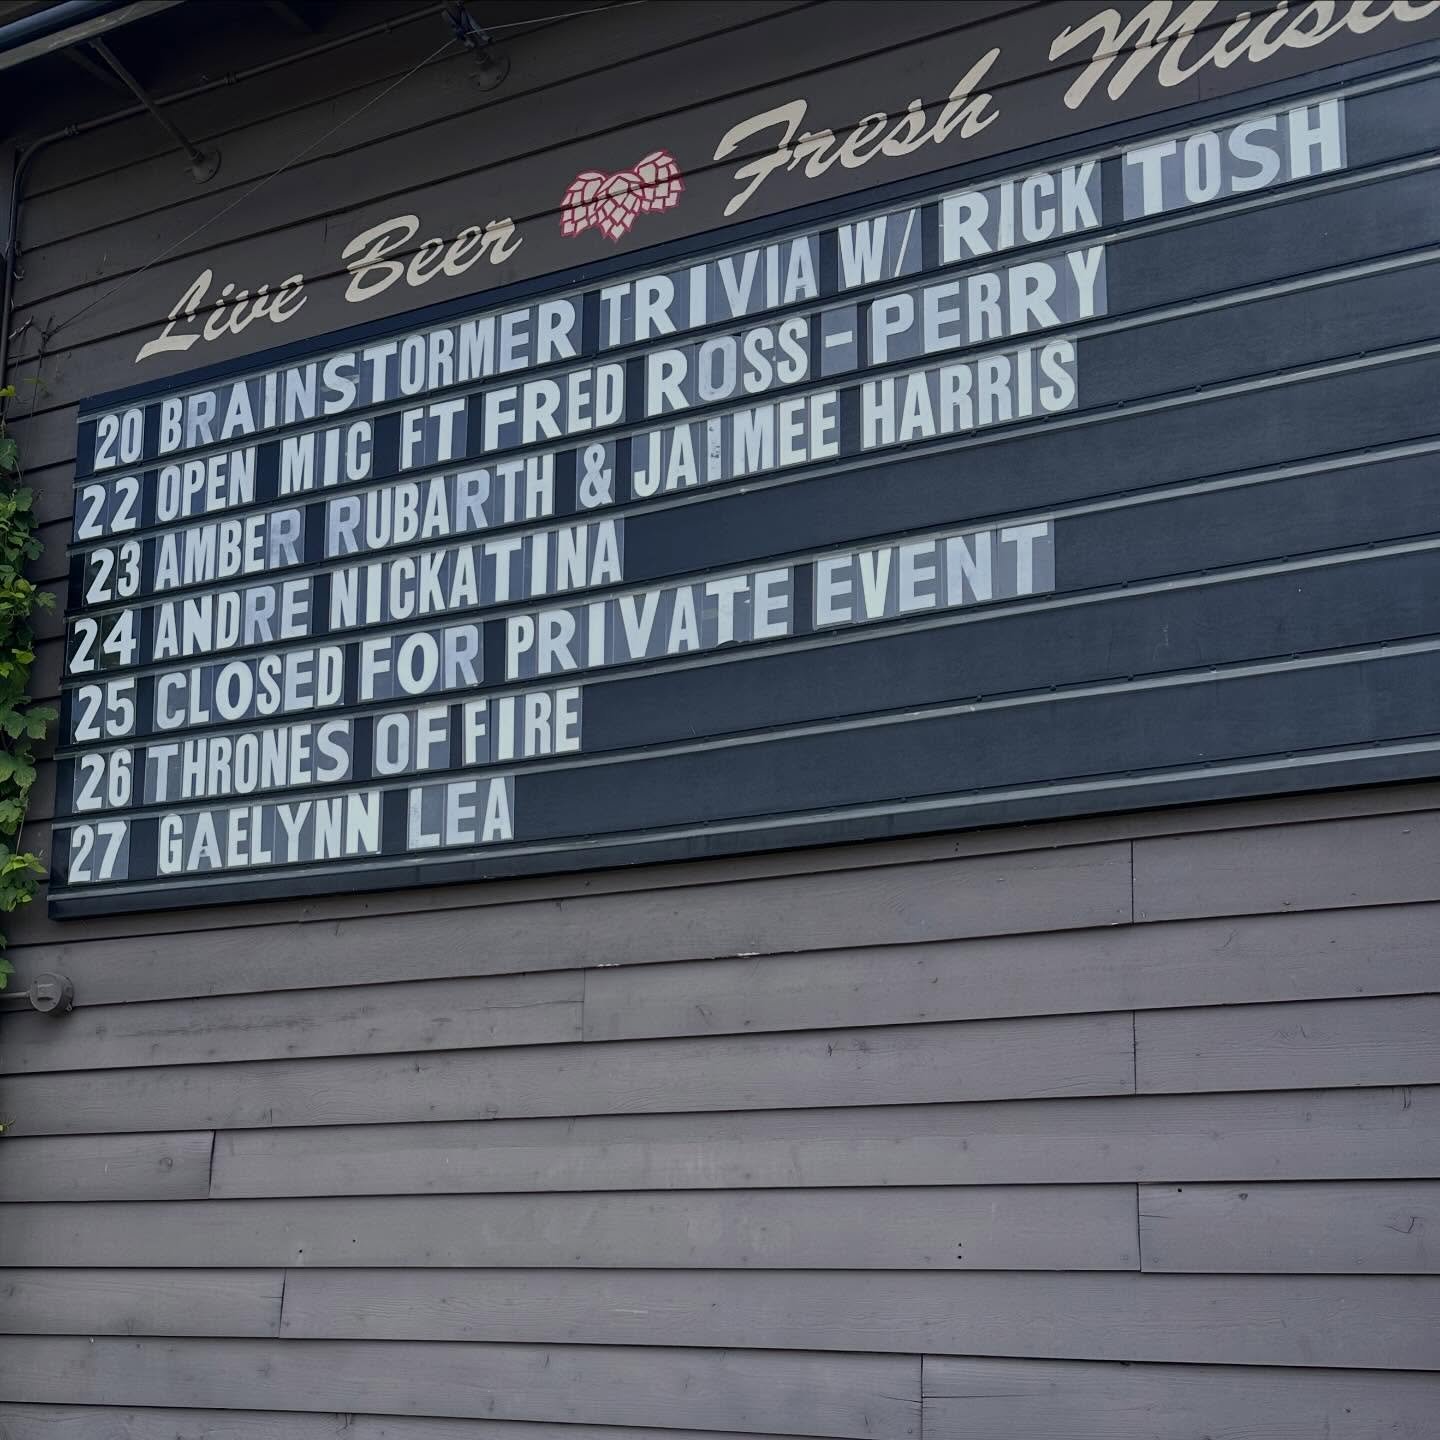 Live Beer Fresh Music
20 BRAINSTORMER TRIVIA W/ RICK TOSH
22 OPEN MIC FT FRED ROSS-PERRY
23 AMBER RUBARTH & JAIMEE HARRIS
24 ANDRE NICKATINA
25 CLOSED FOR PRIVATE EVENT
26 THRONES OF FIRE
27 GAELYNN LEA